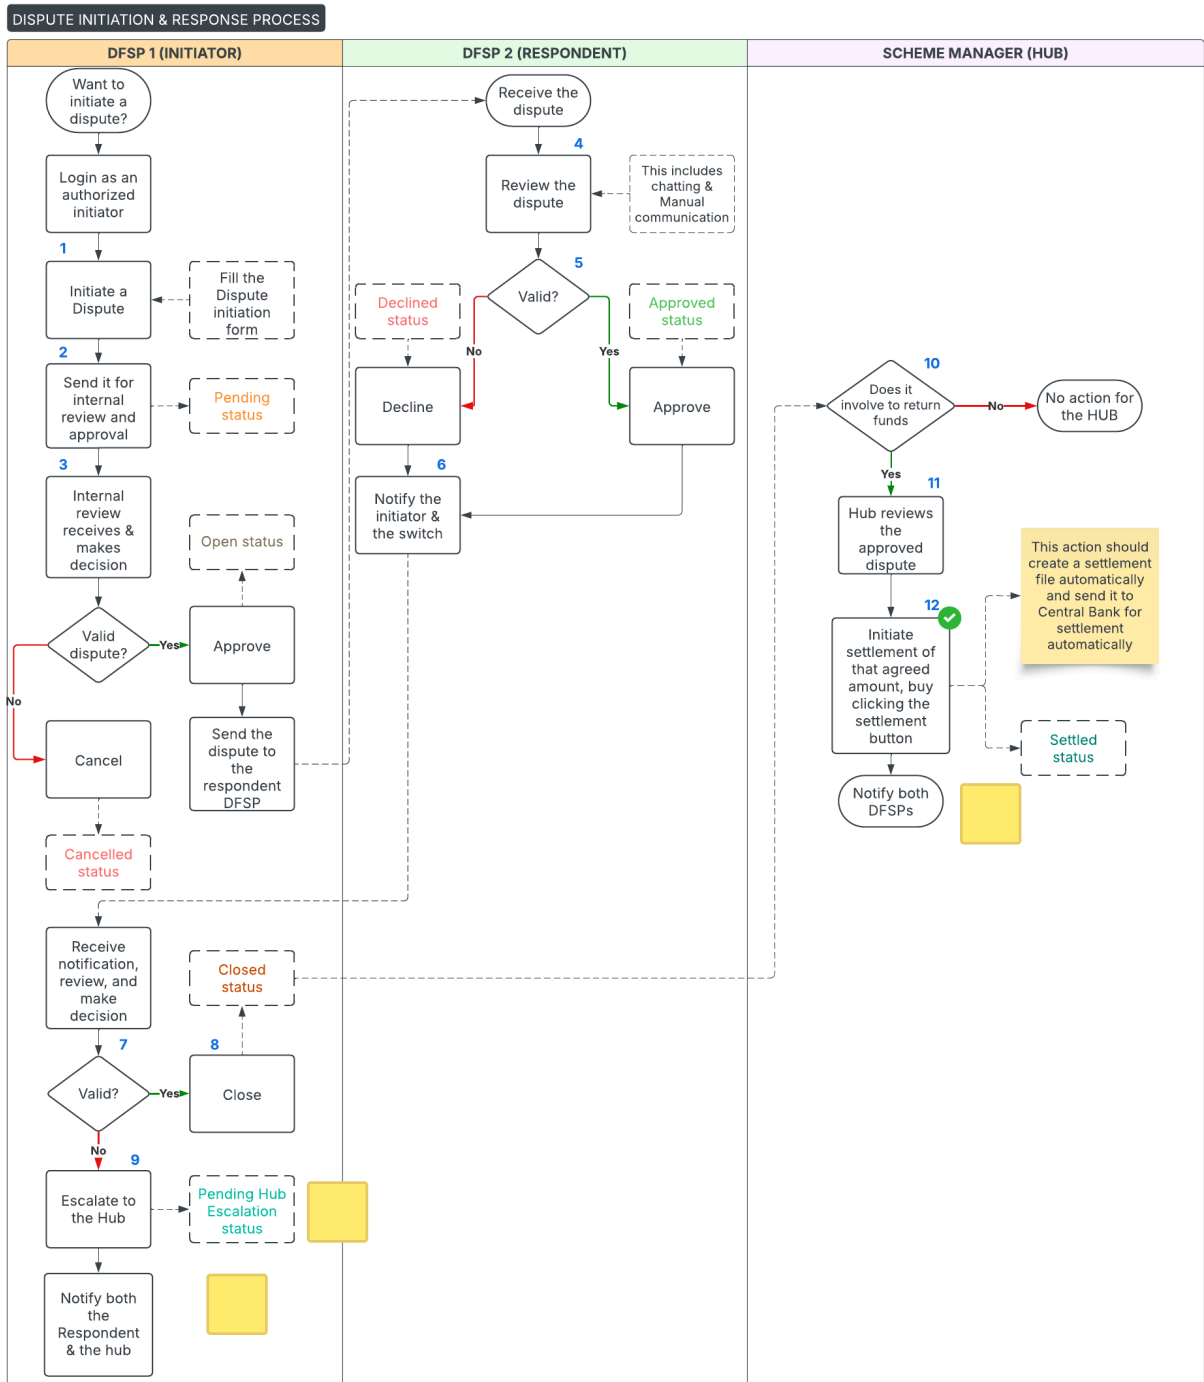 DISPUTE INITIATION & RESPONSE PROCESS
DFSP 1 (INITIATOR)
DFSP 2 (RESPONDENT)
SCHEME MANAGER (HUB)
Want to
initiate a
dispute?
Login as an
authorized
initiator
1
Initiate a
Dispute
Fill the
Dispute
initiation
form
2
Send it for
internal
review and
approval
Pending
status
3
Internal
review
receives &
makes
decision
Open status
Valid
dispute?
Yes
Approve
No
Cancel
Send the
dispute to
the
respondent
DFSP
Cancelled
status
Receive
notification,
review, and
make
decision
Closed
status
7
Valid?
Yes
8
Close
No
9
Escalate to
the Hub
Pending Hub
Escalation
status
Notify both
the
Respondent
& the hub
Receive the
dispute
4
Review the
dispute
This includes
chatting &
Manual
communication
5
Valid?
Declined
status
Approved
status
No
Yes
Decline
Approve
6
Notify the
initiator &
the switch
10
Does it
involve to return
funds
No
No action for
the HUB
Yes
11
Hub reviews
the
approved
dispute
12
Initiate
settlement of
that agreed
amount, buy
clicking the
settlement
button
This action should
create a settlement
file automatically
and send it to
Central Bank for
settlement
automatically
Settled
status
Notify both
DFSPs